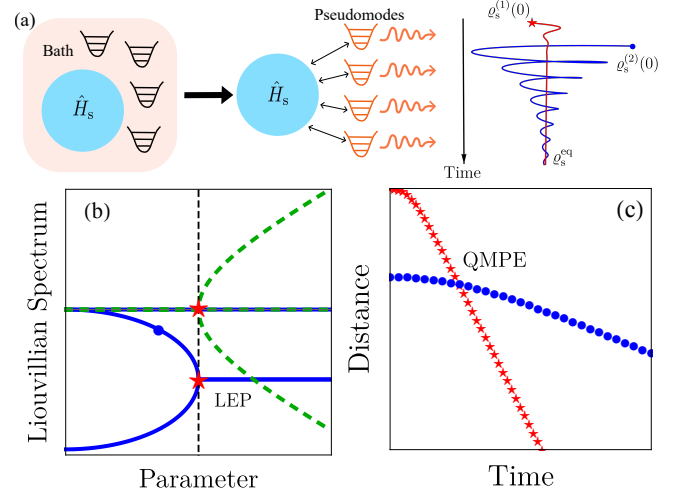 (a)
Bath
Ĥₛ
Ĥₛ
Pseudomodes
Time
ϱₛ⁽¹⁾(0)
ϱₛ⁽²⁾(0)
ϱₛᵉq
(b)
Liouvillian Spectrum
LEP
Parameter
(c)
Distance
QMPE
Time